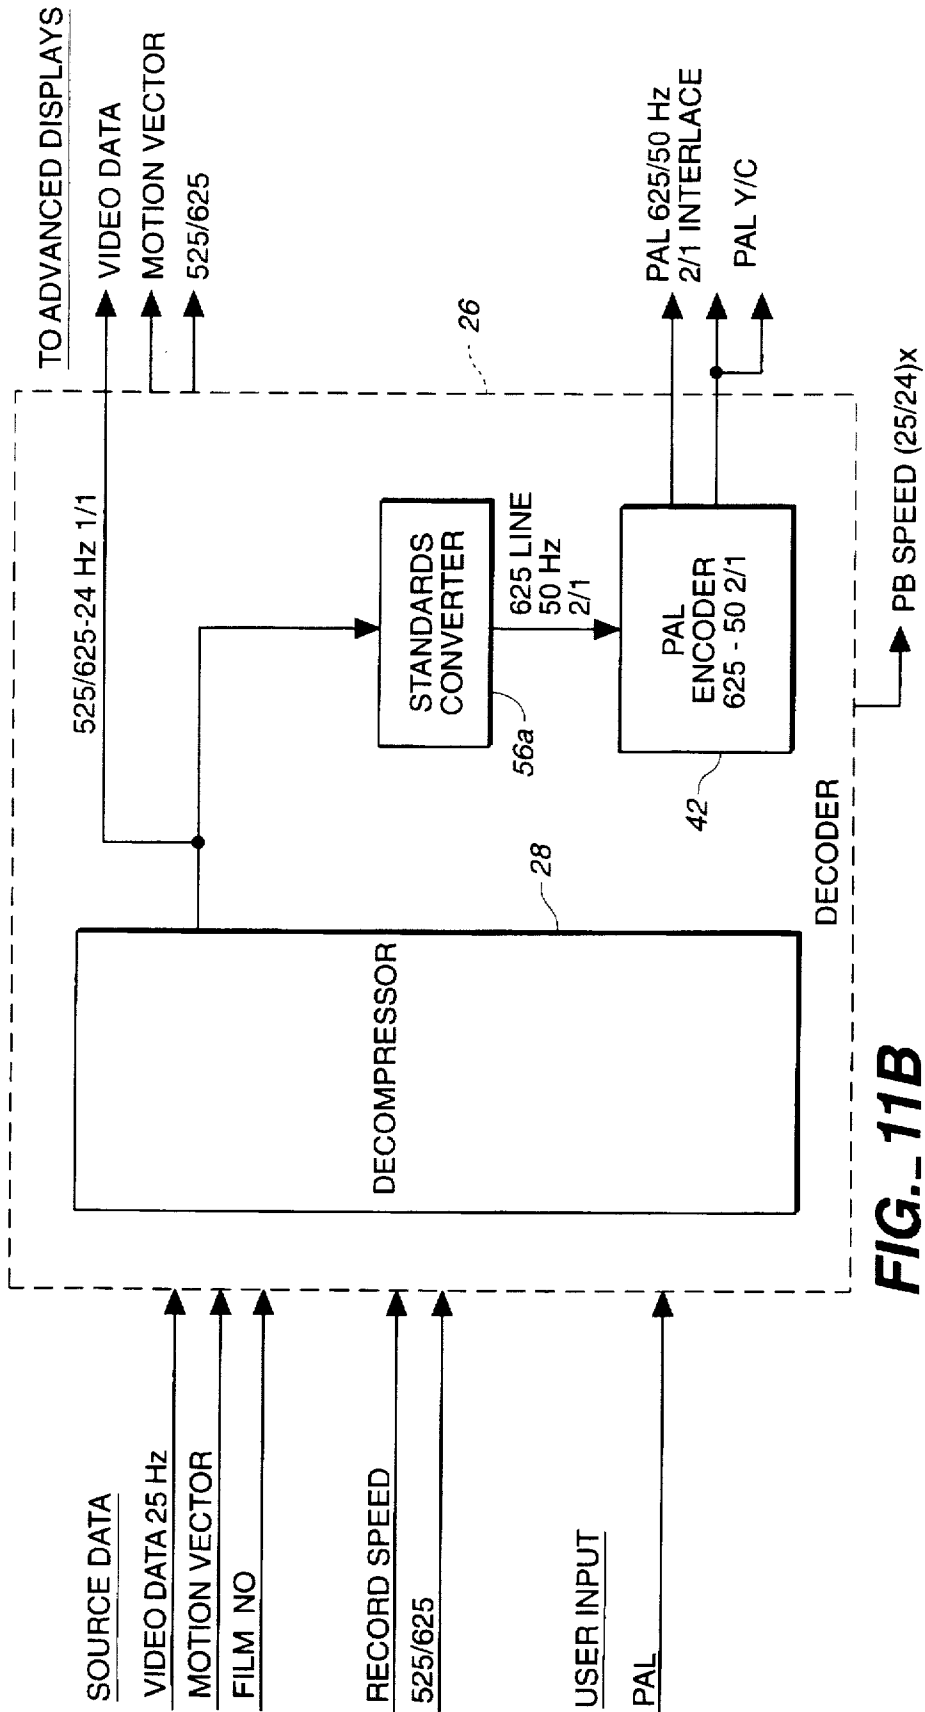 SOURCE DATA
VIDEO DATA 25 Hz
MOTION VECTOR
FILM NO
RECORD SPEED
525/625
USER INPUT
PAL
DECOMPRESSOR
28
525/625-24 Hz 1/1
STANDARDS
CONVERTER
56a
625 LINE
50 Hz
2/1
PAL
ENCODER
625 - 50 2/1
42
DECODER
26
TO ADVANCED DISPLAYS
VIDEO DATA
MOTION VECTOR
525/625
PAL 625/50 Hz
2/1 INTERLACE
PAL Y/C
PB SPEED (25/24)x
FIG._11B